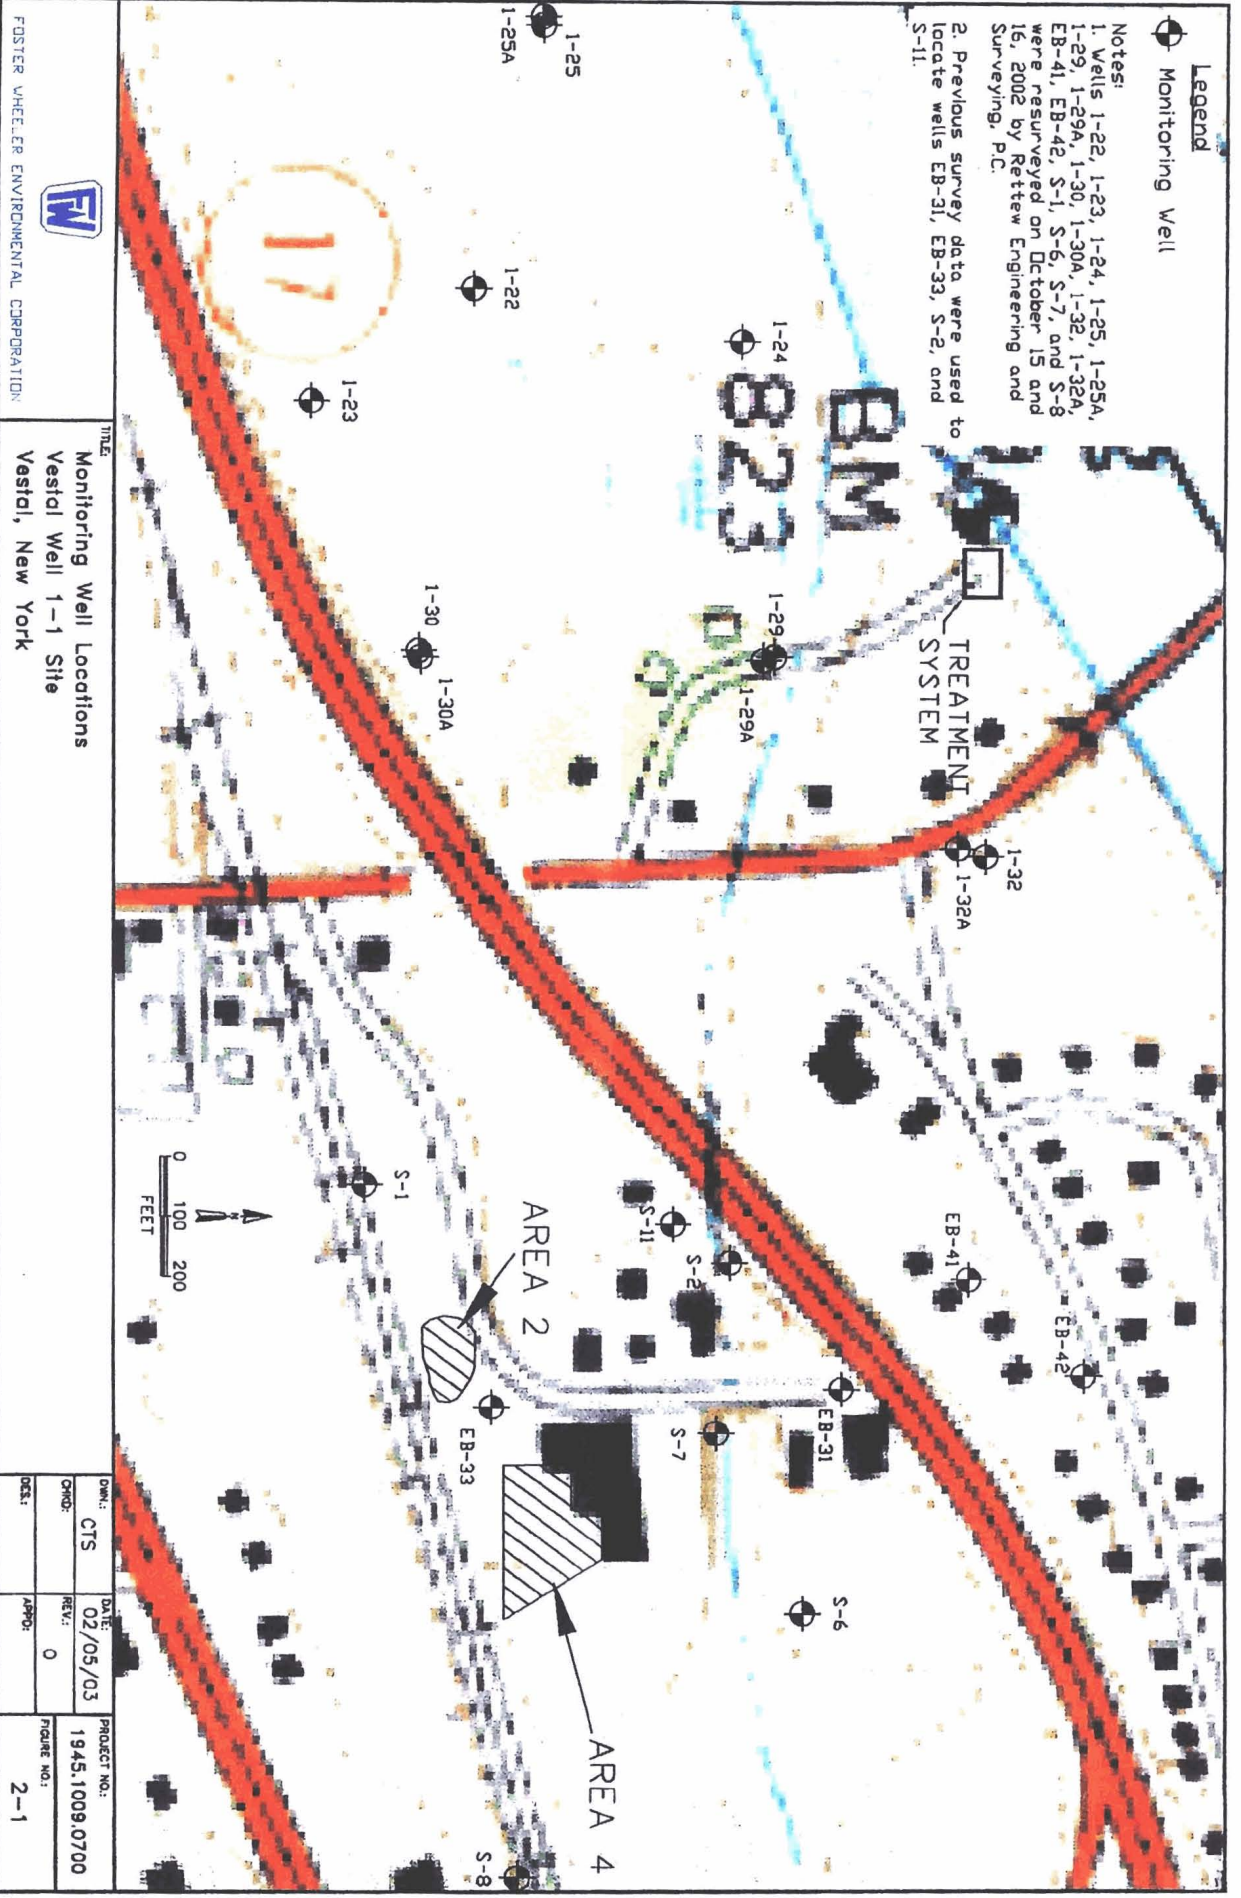 Legend
Monitoring Well
Notes:
1. Wells 1-22, 1-23, 1-24, 1-25, 1-25A,
1-29, 1-29A, 1-30, 1-30A, 1-32, 1-32A,
EB-41, EB-42, S-1, S-6, S-7, and S-8
were resurveyed on October 15 and
16, 2002 by Rettew Engineering and
Surveying, P.C.
2. Previous survey data were used to
locate wells EB-31, EB-33, S-2, and
S-11.
TREATMENT
SYSTEM
1-32
1-32A
EB-41
EB-42
BM
823
1-24
1-29
1-29A
1-25
1-25A
1-22
1-23
17
1-30
1-30A
S-11
S-2
EB-31
S-7
S-6
AREA 2
EB-33
AREA 4
S-1
S-8
N
0 100 200
FEET
FW
FOSTER WHEELER ENVIRONMENTAL CORPORATION
TITLE:
Monitoring Well Locations
Vestal Well 1-1 Site
Vestal, New York
DWN.: CTS
DATE: 02/05/03
PROJECT NO.: 1945.1009.0700
CHKD:
REV.: 0
FIGURE NO.: 2-1
DES.:
APPD: